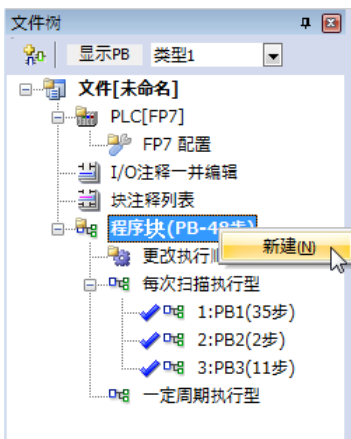 文件树
显示PB 类型1
文件[未命名]
PLC[FP7]
FP7 配置
I/O注释一并编辑
块注释列表
程序块(PB-48步)
新建(N)
更改执行顺
每次扫描执行型
1:PB1(35步)
2:PB2(2步)
3:PB3(11步)
一定周期执行型